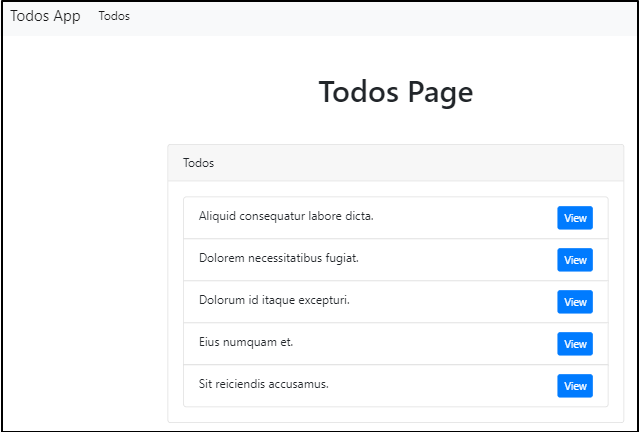 Todos App Todos
Todos Page
Todos
Aliquid consequatur labore dicta. View
Dolorem necessitatibus fugiat. View
Dolorum id itaque excepturi. View
Eius numquam et. View
Sit reiciendis accusamus. View